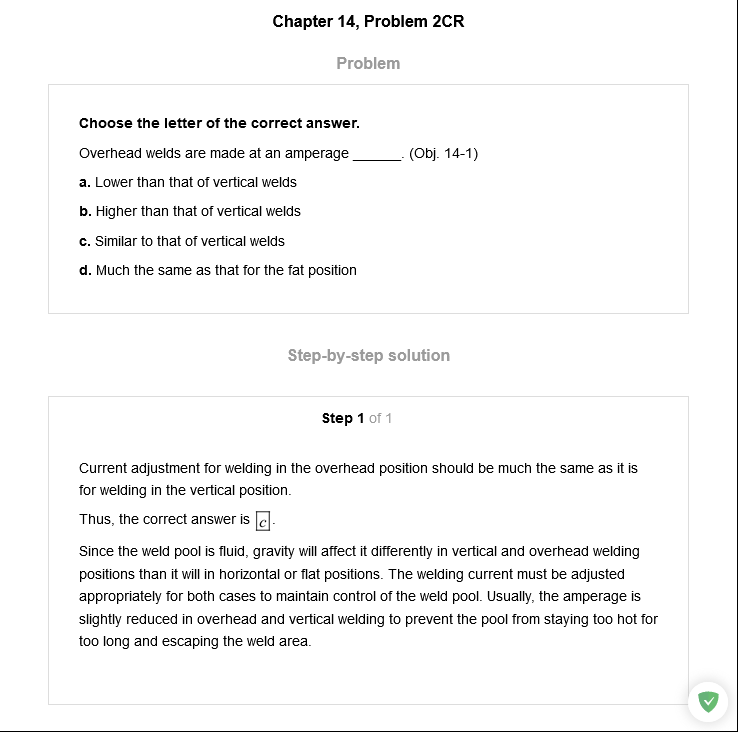 Chapter 14, Problem 2CR
Problem
Choose the letter of the correct answer.
Overhead welds are made at an amperage ______. (Obj. 14-1)
a. Lower than that of vertical welds
b. Higher than that of vertical welds
c. Similar to that of vertical welds
d. Much the same as that for the fat position
Step-by-step solution
Step 1 of 1
Current adjustment for welding in the overhead position should be much the same as it is
for welding in the vertical position.
Thus, the correct answer is c.
Since the weld pool is fluid, gravity will affect it differently in vertical and overhead welding
positions than it will in horizontal or flat positions. The welding current must be adjusted
appropriately for both cases to maintain control of the weld pool. Usually, the amperage is
slightly reduced in overhead and vertical welding to prevent the pool from staying too hot for
too long and escaping the weld area.